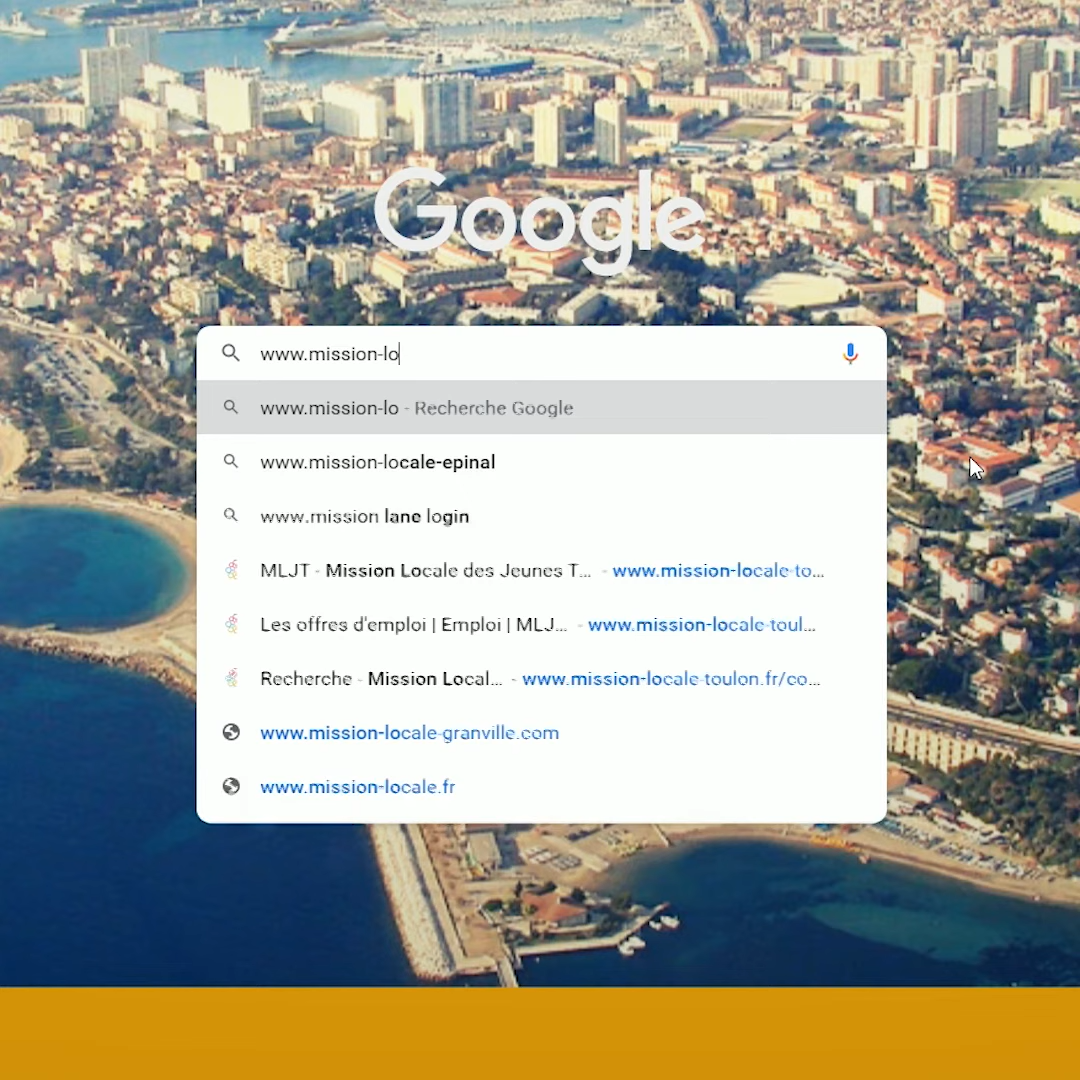 Google
www.mission-lo
www.mission-lo - Recherche Google
www.mission-locale-epinal
www.mission lane login
MLJT - Mission Locale des Jeunes T... - www.mission-locale-to...
Les offres d'emploi | Emploi | MLJ... - www.mission-locale-toul...
Recherche - Mission Local... - www.mission-locale-toulon.fr/co...
www.mission-locale-granville.com
www.mission-locale.fr